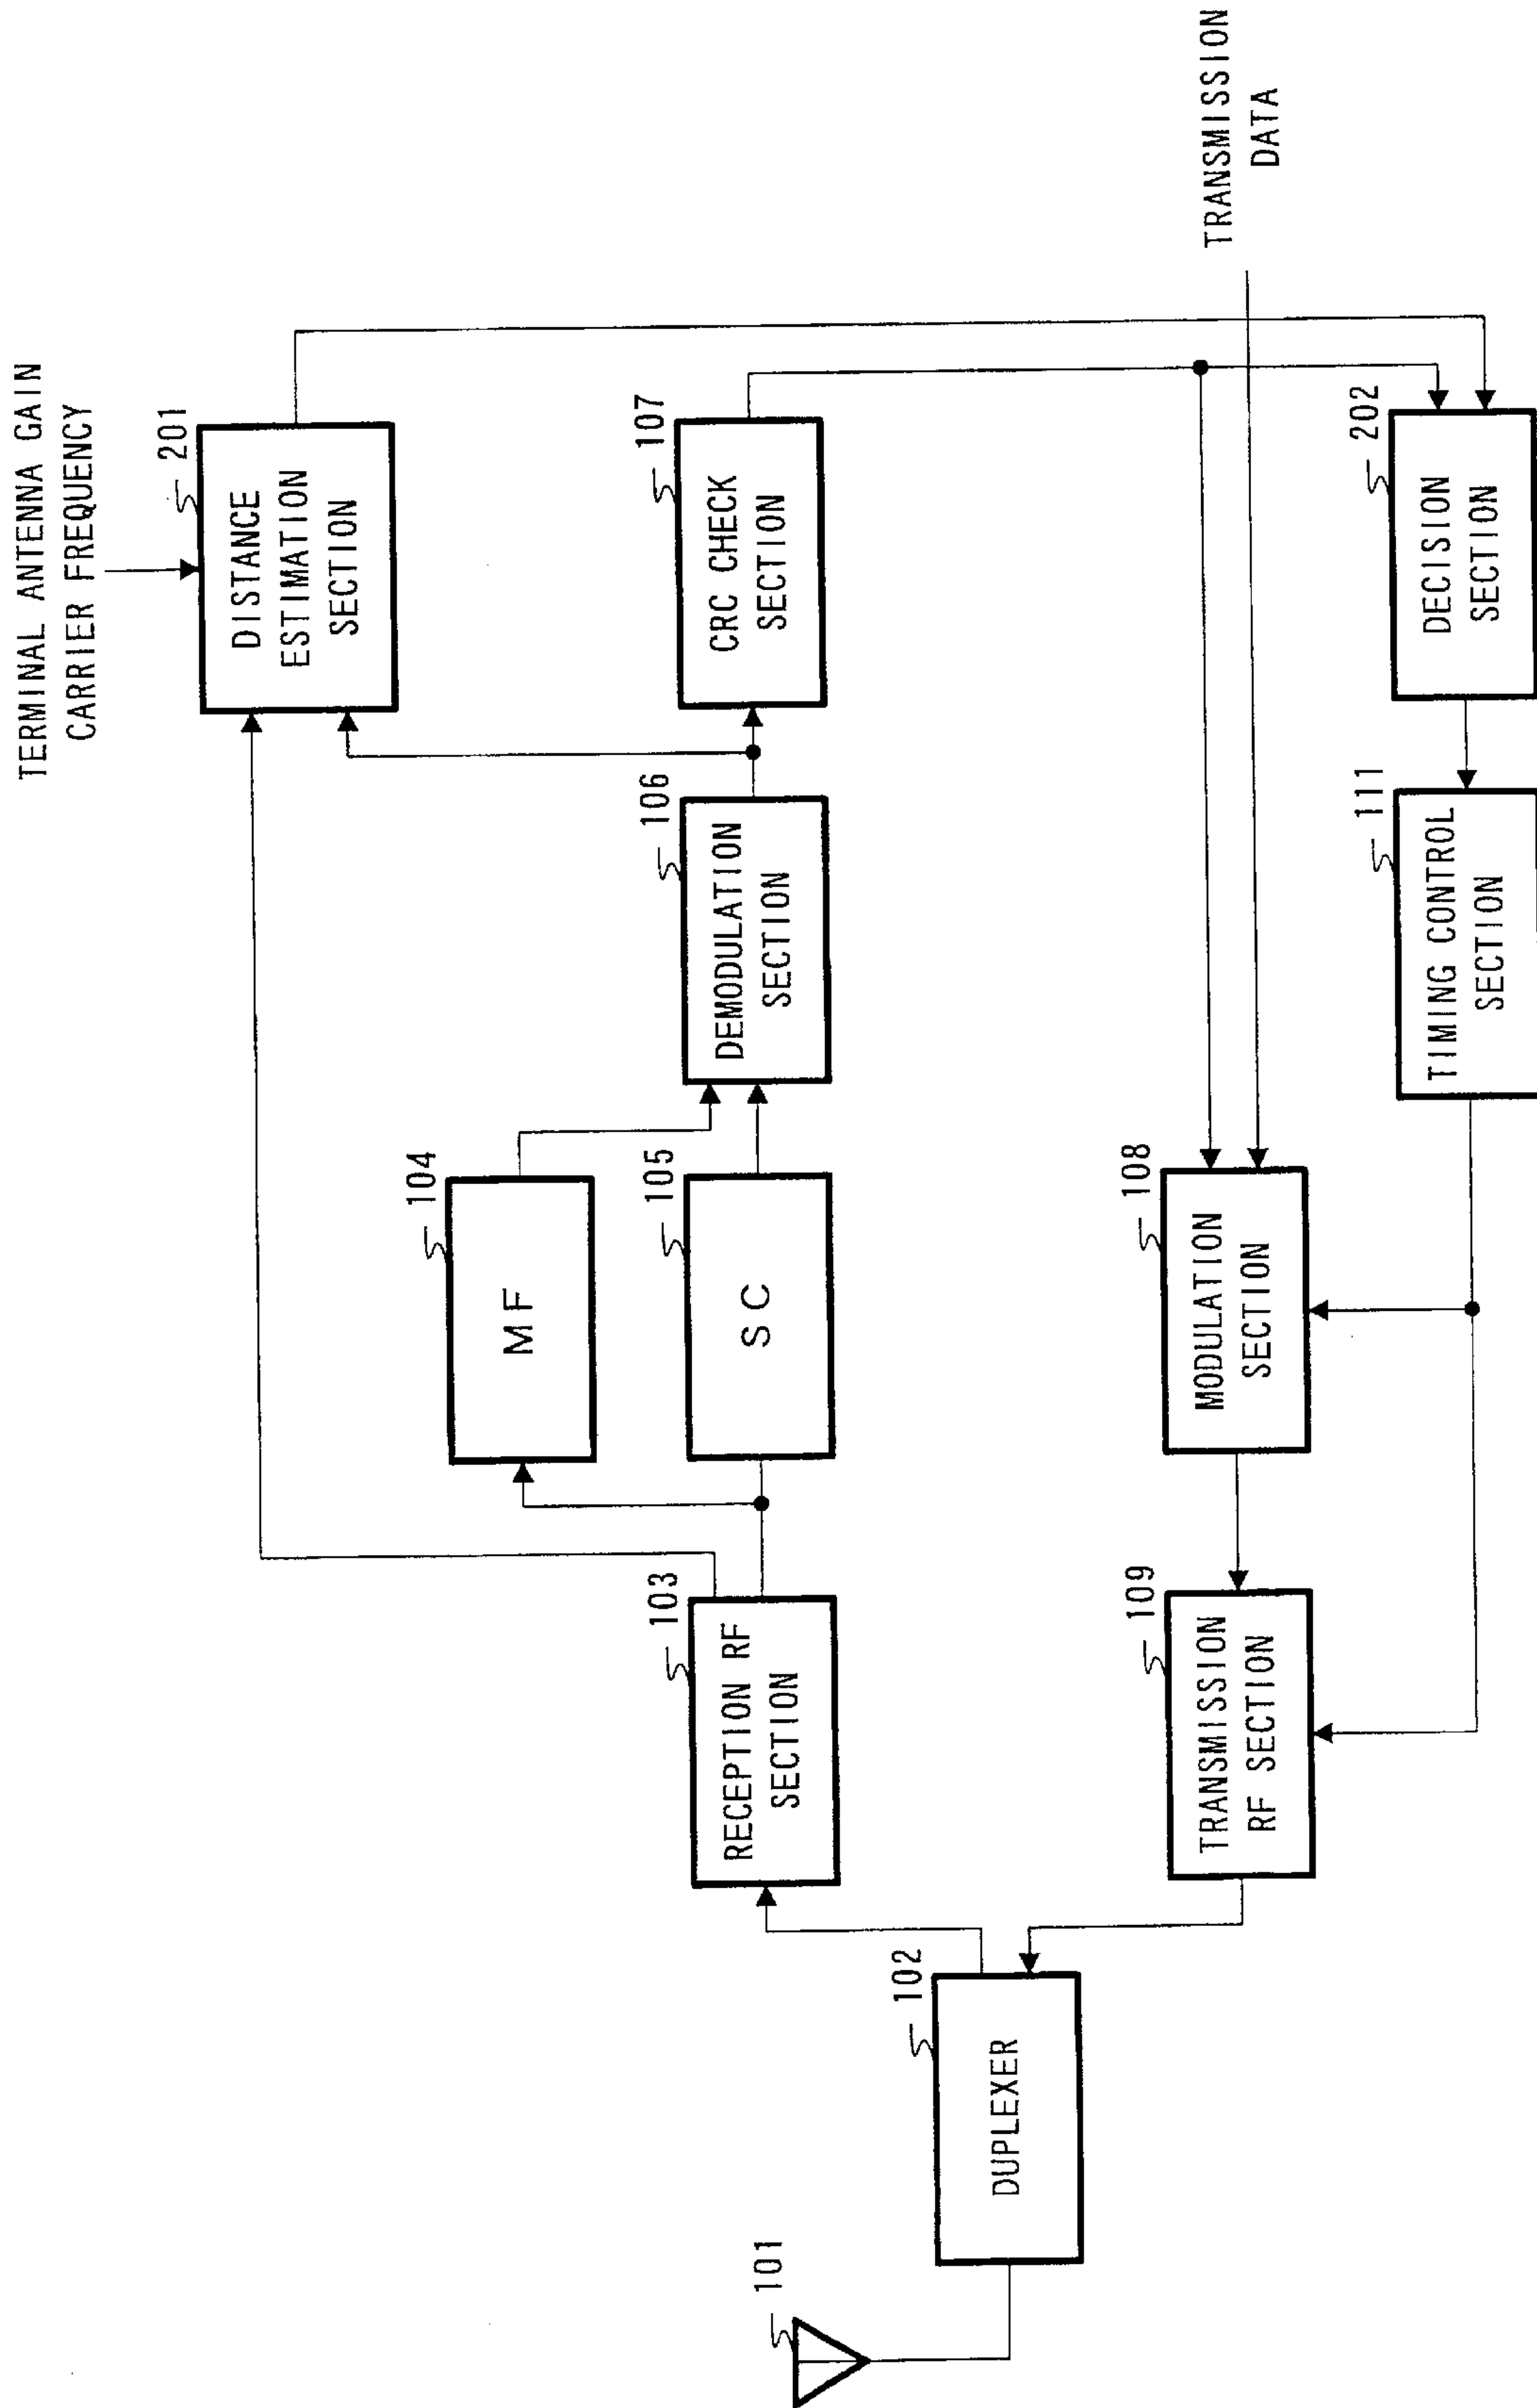 TERMINAL ANTENNA GAIN
CARRIER FREQUENCY
201
DISTANCE
ESTIMATION
SECTION
104
MF
101
102
DUPLEXER
103
RECEPTION RF
SECTION
105
SC
106
DEMODULATION
SECTION
107
CRC CHECK
SECTION
109
TRANSMISSION
RF SECTION
108
MODULATION
SECTION
TRANSMISSION
DATA
111
TIMING CONTROL
SECTION
202
DECISION
SECTION